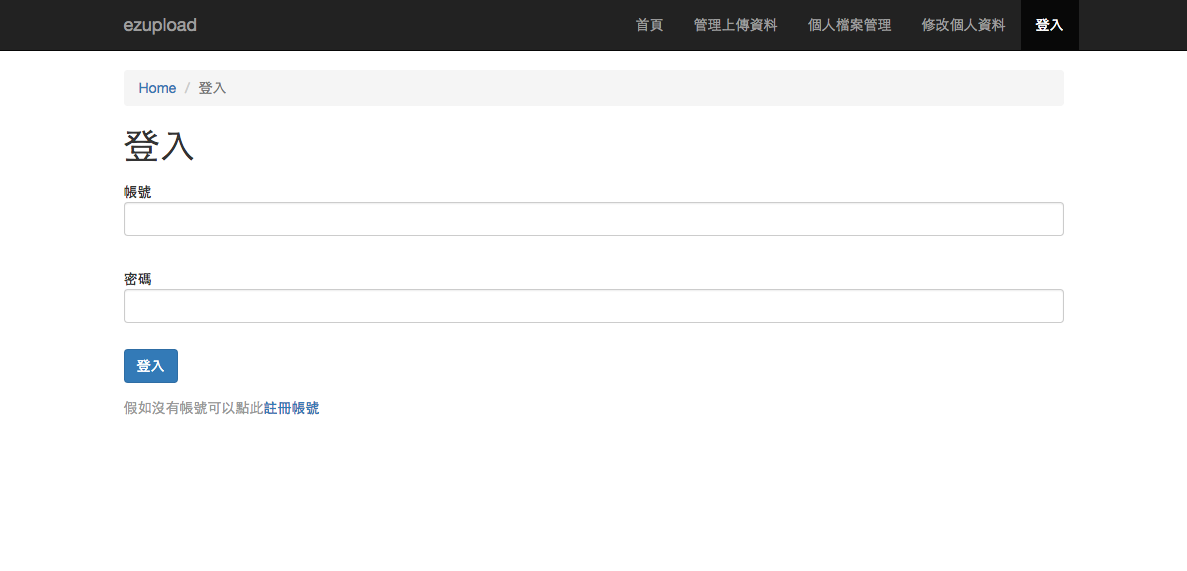 ezupload 首頁 管理上傳資料 個人檔案管理 修改個人資料 登入
Home / 登入
登入
帳號
密碼
登入
假如沒有帳號可以點此註冊帳號